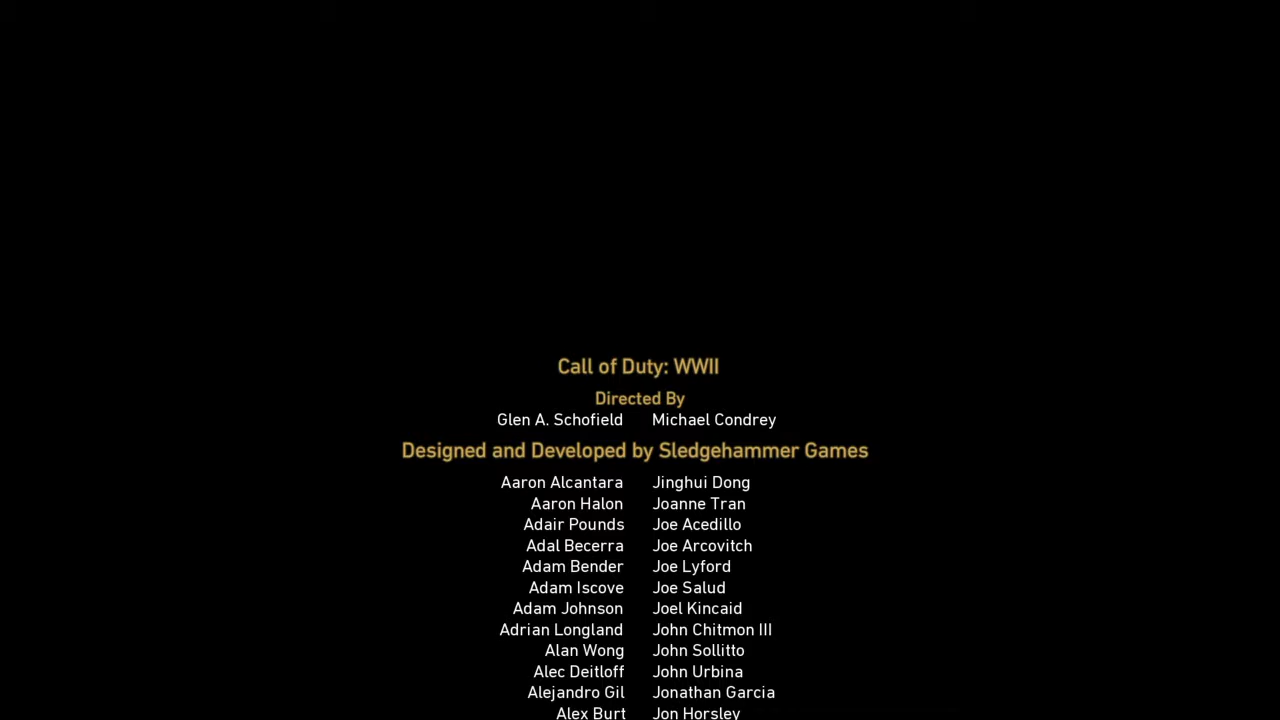 Call of Duty: WWII
Directed By
Glen A. Schofield Michael Condrey
Designed and Developed by Sledgehammer Games
Aaron Alcantara Jinghui Dong
Aaron Halon Joanne Tran
Adair Pounds Joe Acedillo
Adal Becerra Joe Arcovitch
Adam Bender Joe Lyford
Adam Iscove Joe Salud
Adam Johnson Joel Kincaid
Adrian Longland John Chitmon III
Alan Wong John Sollitto
Alec Deitloff John Urbina
Alejandro Gil Jonathan Garcia
Alex Burt Jon Horsley